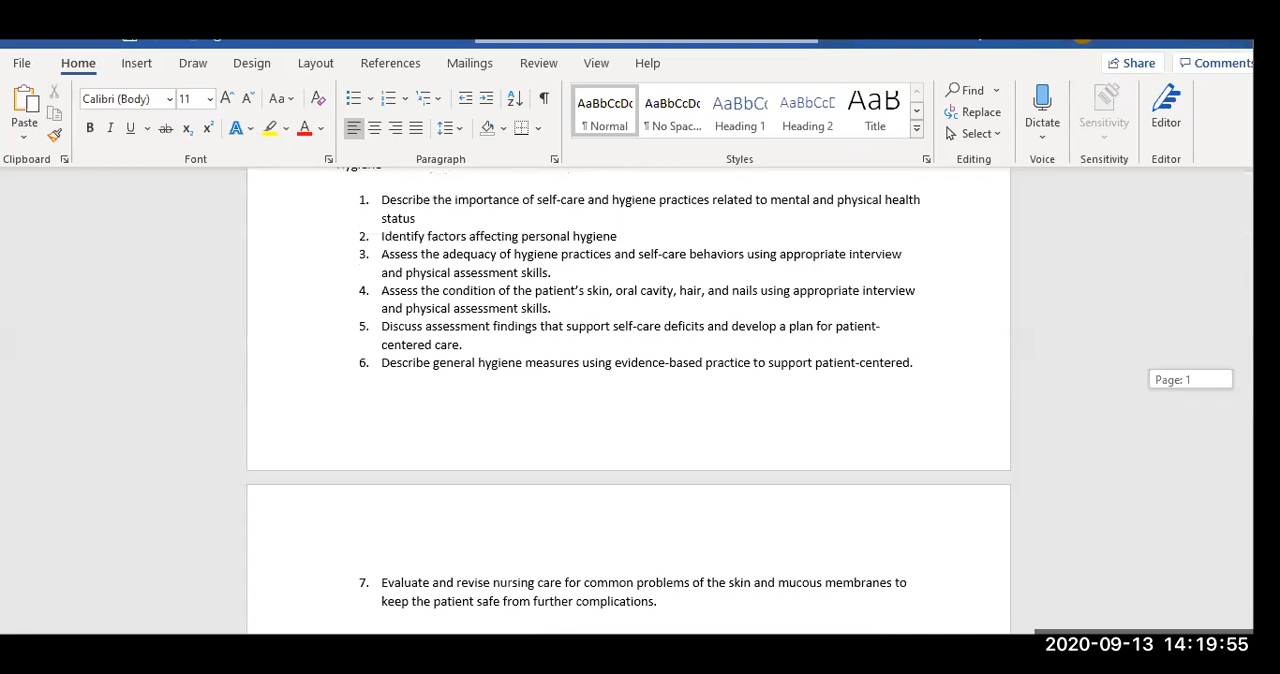 File Home Insert Draw Design Layout References Mailings Review View Help Share Comments
Calibri (Body) 11 Aa AaBbCcDc AaBbCcDc AaBbCc AaBbCcD AaB Find
Paste ¶ Normal ¶ No Spac... Heading 1 Heading 2 Title Replace Dictate Sensitivity Editor
B I U ab x₂ x² A A Select
Clipboard Font Paragraph Styles Editing Voice Sensitivity Editor
Hygiene
1. Describe the importance of self-care and hygiene practices related to mental and physical health
status
2. Identify factors affecting personal hygiene
3. Assess the adequacy of hygiene practices and self-care behaviors using appropriate interview
and physical assessment skills.
4. Assess the condition of the patient’s skin, oral cavity, hair, and nails using appropriate interview
and physical assessment skills.
5. Discuss assessment findings that support self-care deficits and develop a plan for patient-
centered care.
6. Describe general hygiene measures using evidence-based practice to support patient-centered.
Page: 1
7. Evaluate and revise nursing care for common problems of the skin and mucous membranes to
keep the patient safe from further complications.
2020-09-13 14:19:55